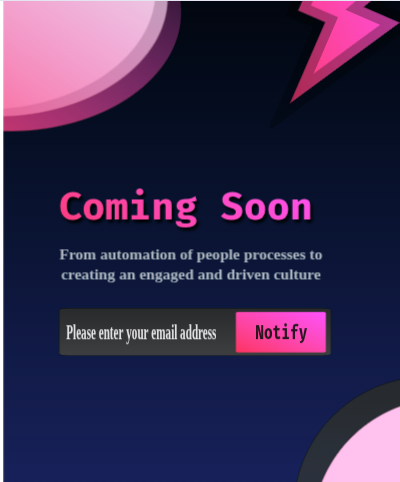 Coming Soon
From automation of people processes to
creating an engaged and driven culture
Please enter your email address
Notify